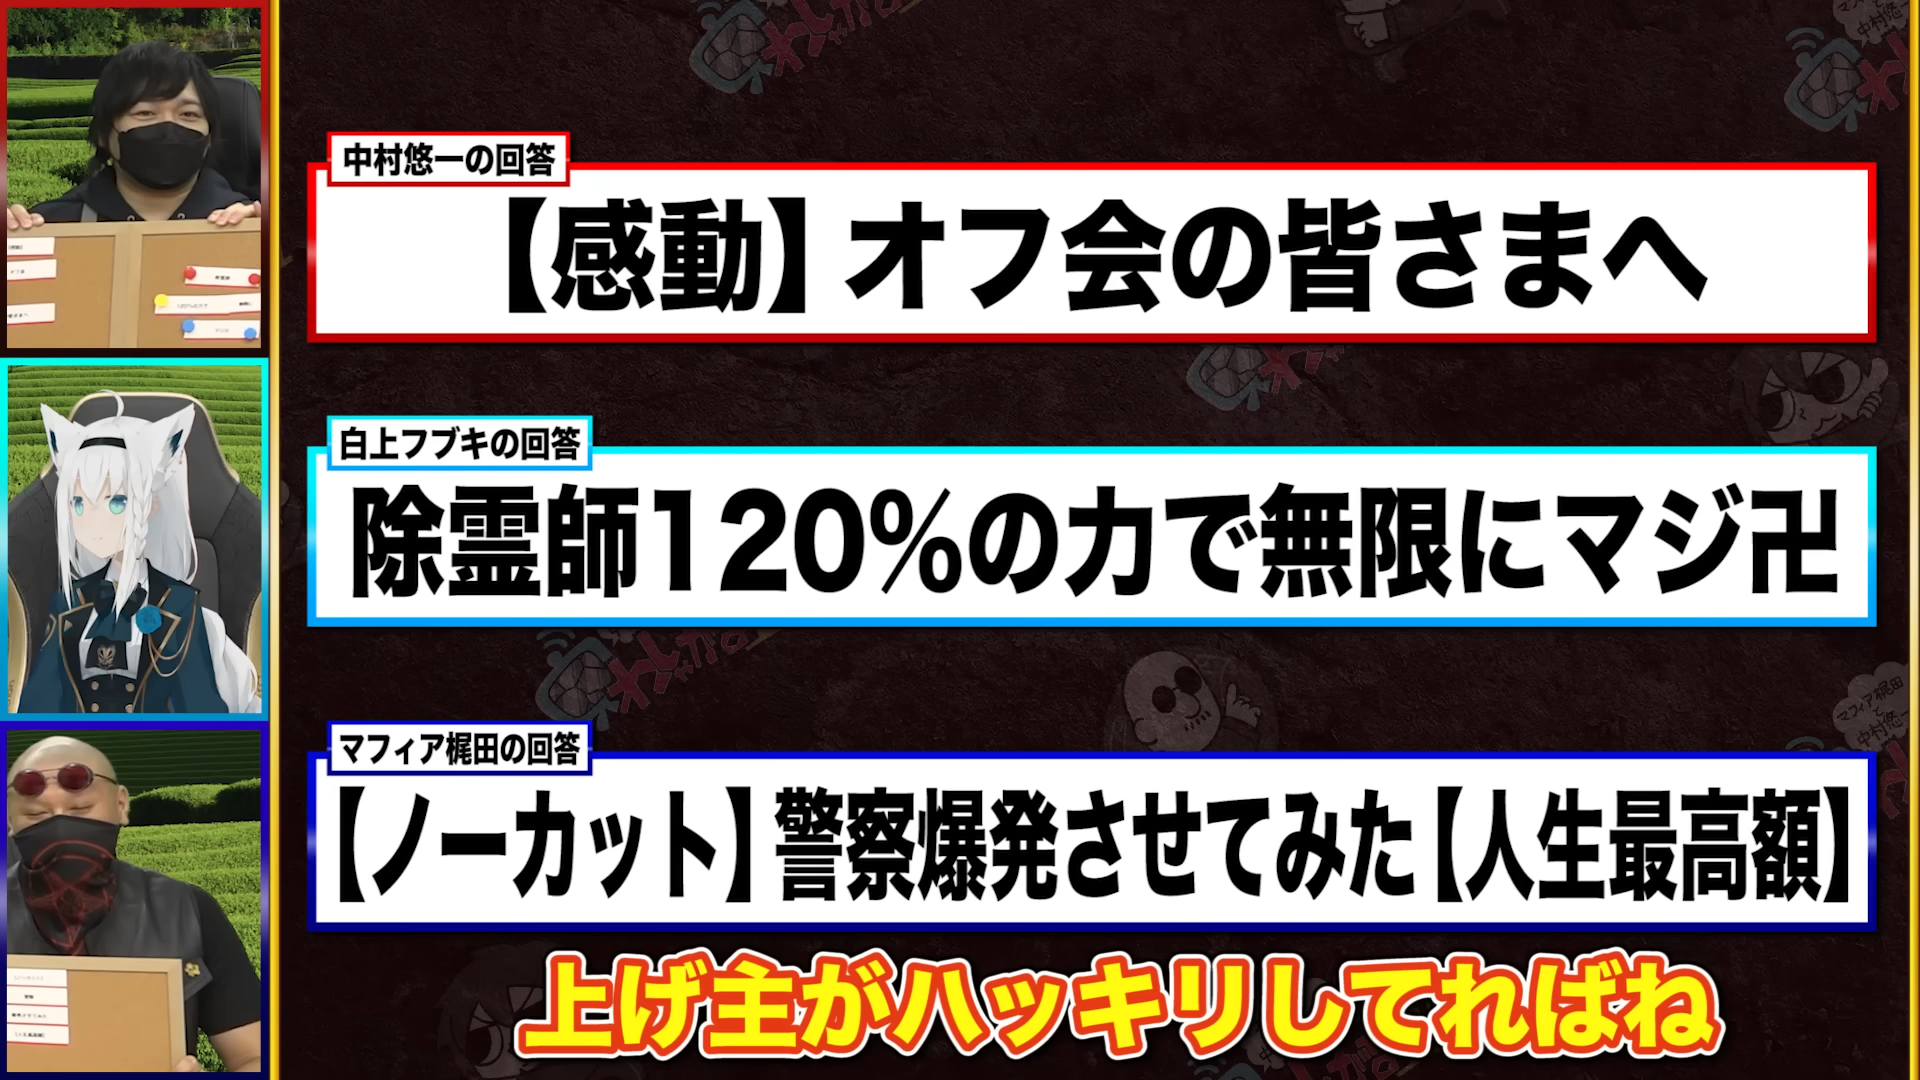 中村悠一の回答
【感動】オフ会の皆さまへ
白上フブキの回答
除霊師120%の力で無限にマジ卍
マフィア梶田の回答
【ノーカット】警察爆発させてみた【人生最高額】
上げ主がハッキリしてればね